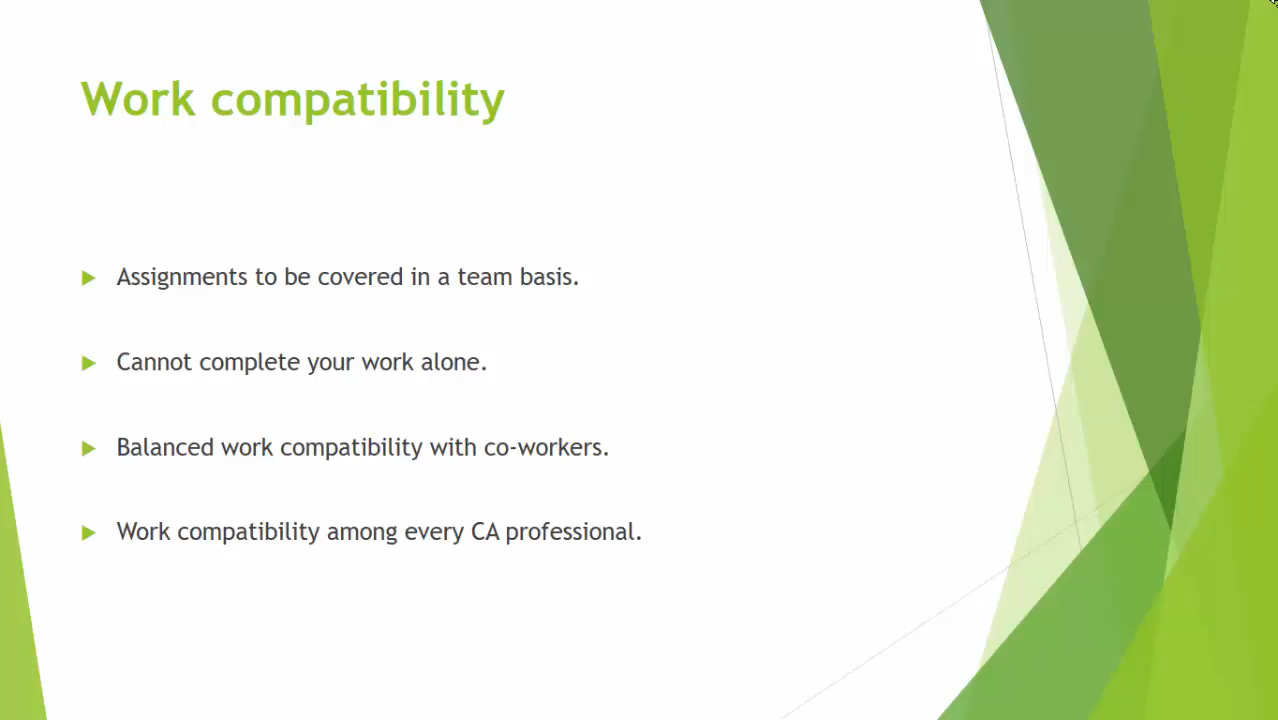 Work compatibility
Assignments to be covered in a team basis.
Cannot complete your work alone.
Balanced work compatibility with co-workers.
Work compatibility among every CA professional.